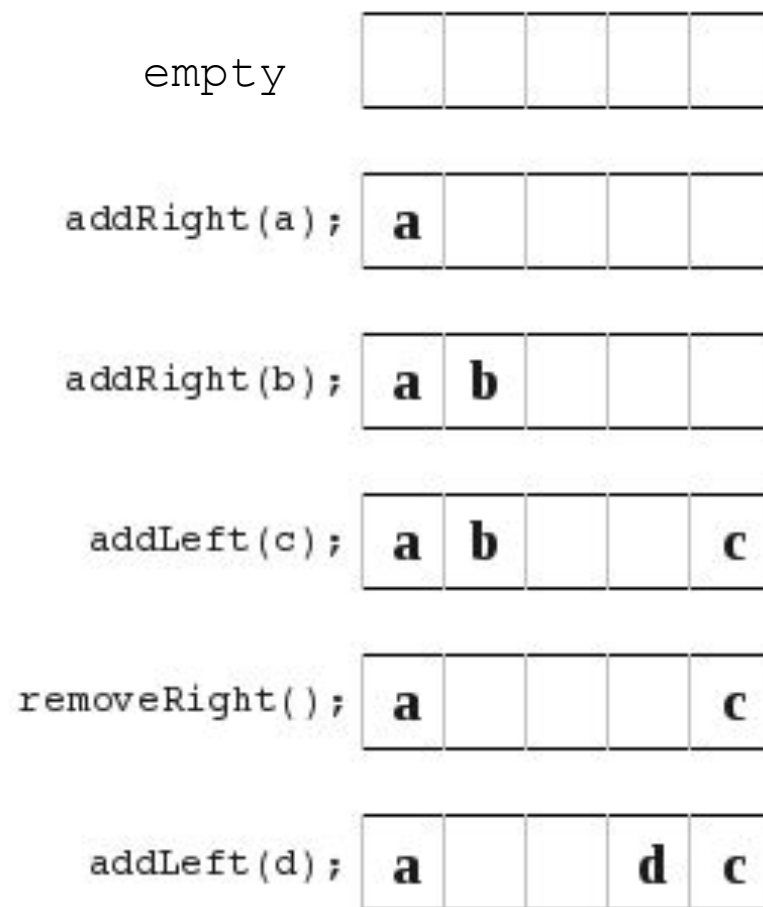 empty
addRight(a); a
addRight(b); a b
addLeft(c); a b c
removeRight(); a c
addLeft(d); a d c